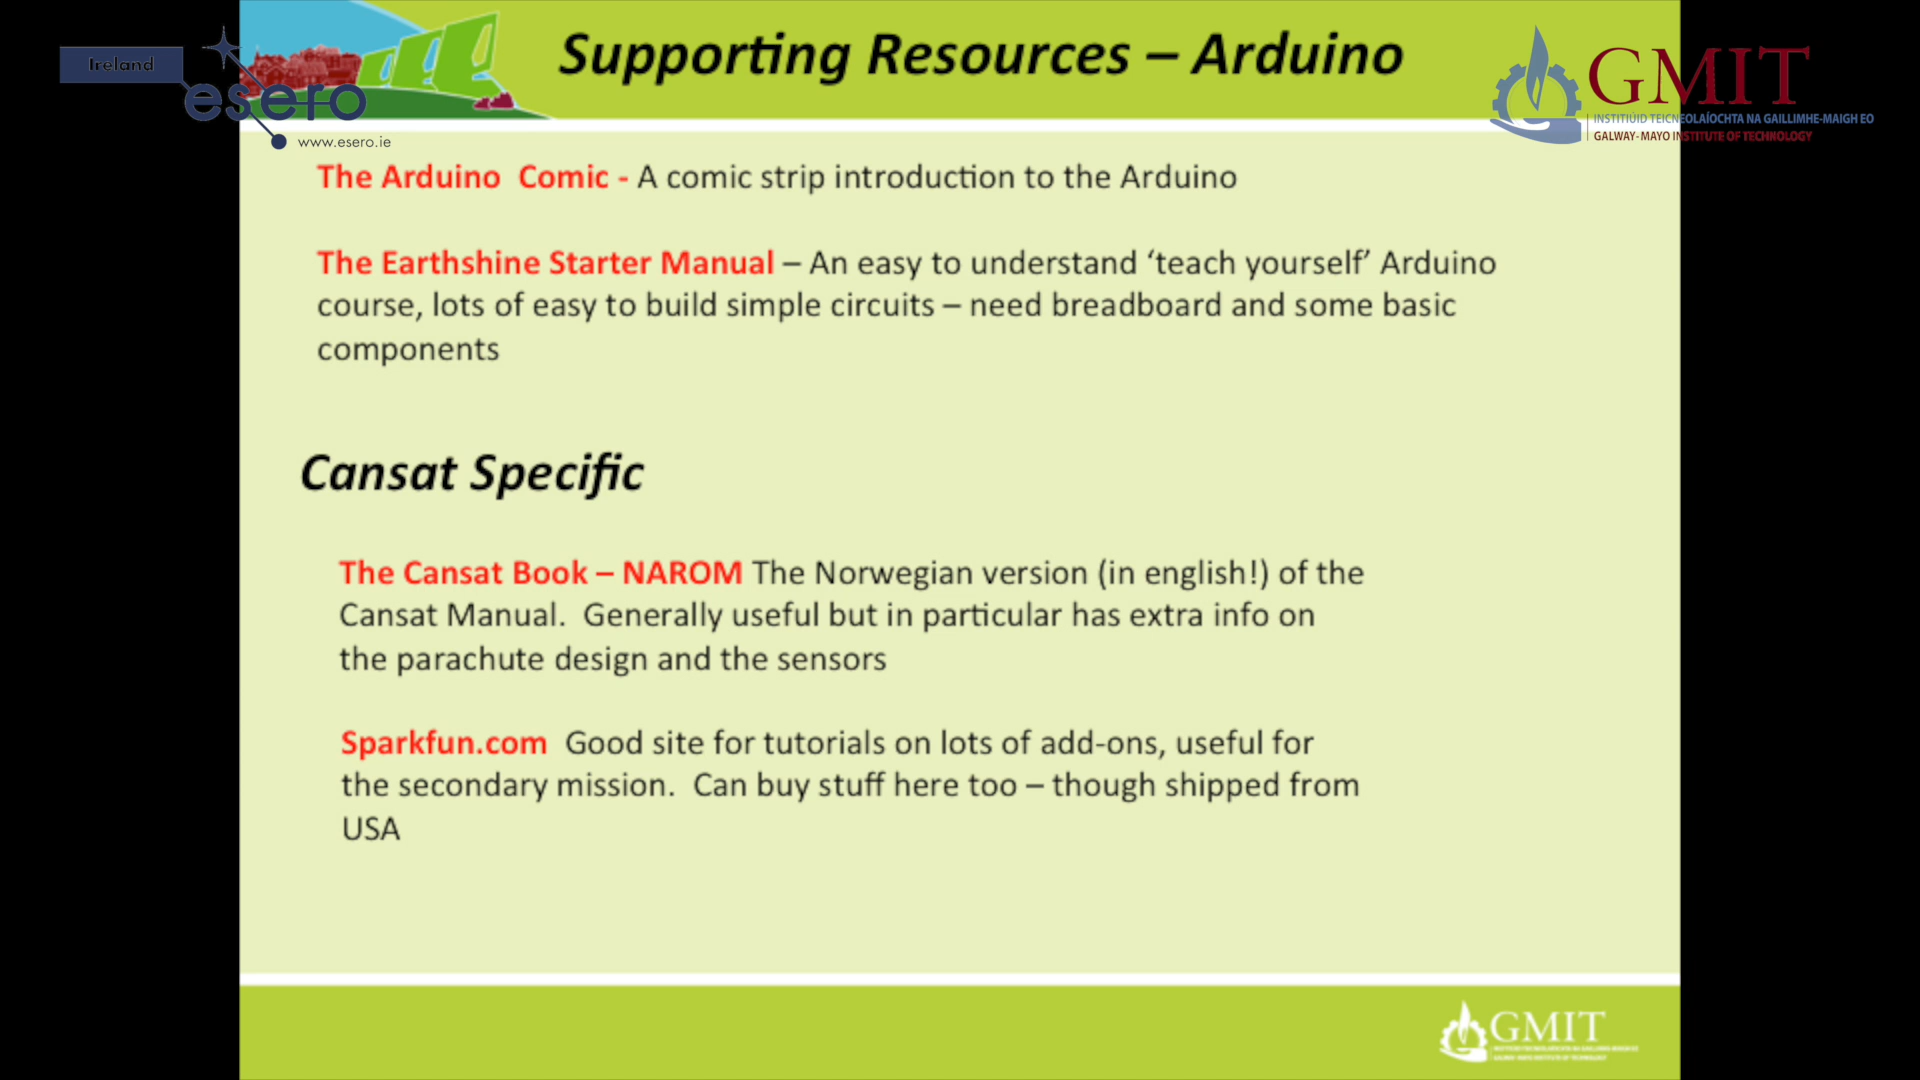 Supporting Resources – Arduino
Ireland
esero
www.esero.ie
GMIT
INSTITIÚID TEICNEOLAÍOCHTA NA GAILLIMHE-MAIGH EO
GALWAY-MAYO INSTITUTE OF TECHNOLOGY
The Arduino  Comic - A comic strip introduction to the Arduino
The Earthshine Starter Manual – An easy to understand ‘teach yourself’ Arduino
course, lots of easy to build simple circuits – need breadboard and some basic
components
Cansat Specific
The Cansat Book – NAROM The Norwegian version (in english!) of the
Cansat Manual.  Generally useful but in particular has extra info on
the parachute design and the sensors
Sparkfun.com  Good site for tutorials on lots of add-ons, useful for
the secondary mission.  Can buy stuff here too – though shipped from
USA
GMIT